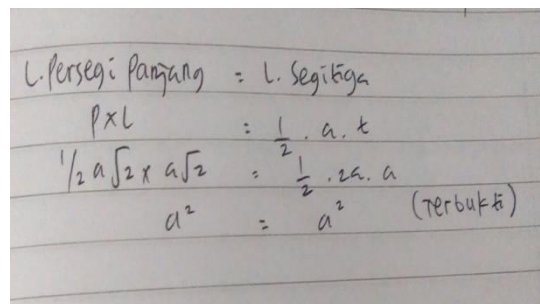 L. Persegi Panjang = L. Segitiga
P x L = 1/2 . a . t
1/2 a√2 x a√2 = 1/2 . 2a . a
a² = a² (Terbukti)